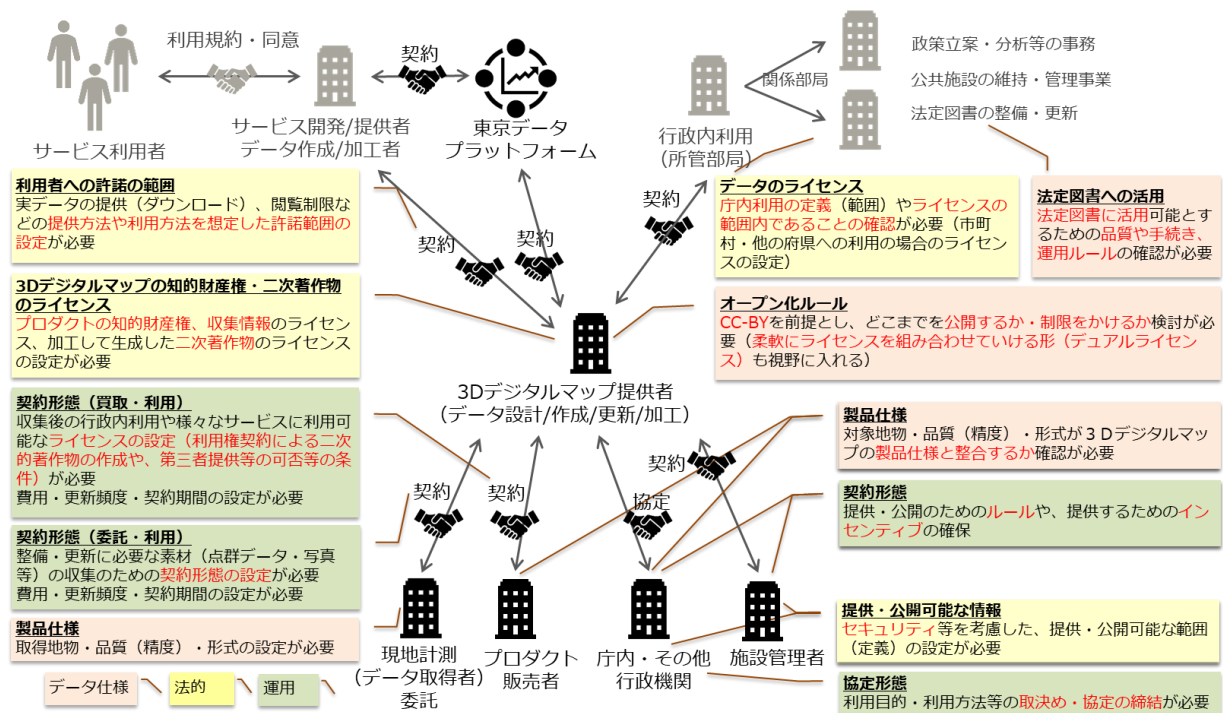 利用規約・同意
契約
サービス利用者
サービス開発/提供者
データ作成/加工者
東京データ
プラットフォーム
行政内利用
(所管部局)
関係部局
政策立案・分析等の事務
公共施設の維持・管理事業
法定図書の整備・更新
利用者への許諾の範囲
実データの提供（ダウンロード）、閲覧制限な
どの提供方法や利用方法を想定した許諾範囲の
設定が必要
契約
契約
契約
データのライセンス
庁内利用の定義（範囲）やライセンスの
範囲内であることの確認が必要（市町
村・他の府県への利用の場合のライセン
スの設定）
法定図書への活用
法定図書に活用可能とす
るための品質や手続き、
運用ルールの確認が必要
3Dデジタルマップの知的財産権・二次著作物
のライセンス
プロダクトの知的財産権、収集情報のライセン
ス、加工して生成した二次著作物のライセンス
の設定が必要
オープン化ルール
CC-BYを前提とし、どこまでを公開するか・制限をかけるか検討が必
要（柔軟にライセンスを組み合わせていける形（デュアルライセン
ス）も視野に入れる）
3Dデジタルマップ提供者
(データ設計/作成/更新/加工)
契約形態（買取・利用）
収集後の行政内利用や様々なサービスに利用可
能なライセンスの設定（利用権契約による二次
的著作物の作成や、第三者提供等の可否等の条
件）が必要
費用・更新頻度・契約期間の設定が必要
製品仕様
対象地物・品質（精度）・形式が３Ｄデジタルマッ
プの製品仕様と整合するか確認が必要
契約
契約
協定
契約
契約形態
提供・公開のためのルールや、提供するためのイン
センティブの確保
契約形態（委託・利用）
整備・更新に必要な素材（点群データ・写真
等）の収集のための契約形態の設定が必要
費用・更新頻度・契約期間の設定が必要
製品仕様
取得地物・品質（精度）・形式の設定が必要
提供・公開可能な情報
セキュリティ等を考慮した、提供・公開可能な範囲
（定義）の設定が必要
現地計測
(データ取得者)
委託
プロダクト
販売者
庁内・その他
行政機関
施設管理者
協定形態
利用目的・利用方法等の取決め・協定の締結が必要
データ仕様
法的
運用